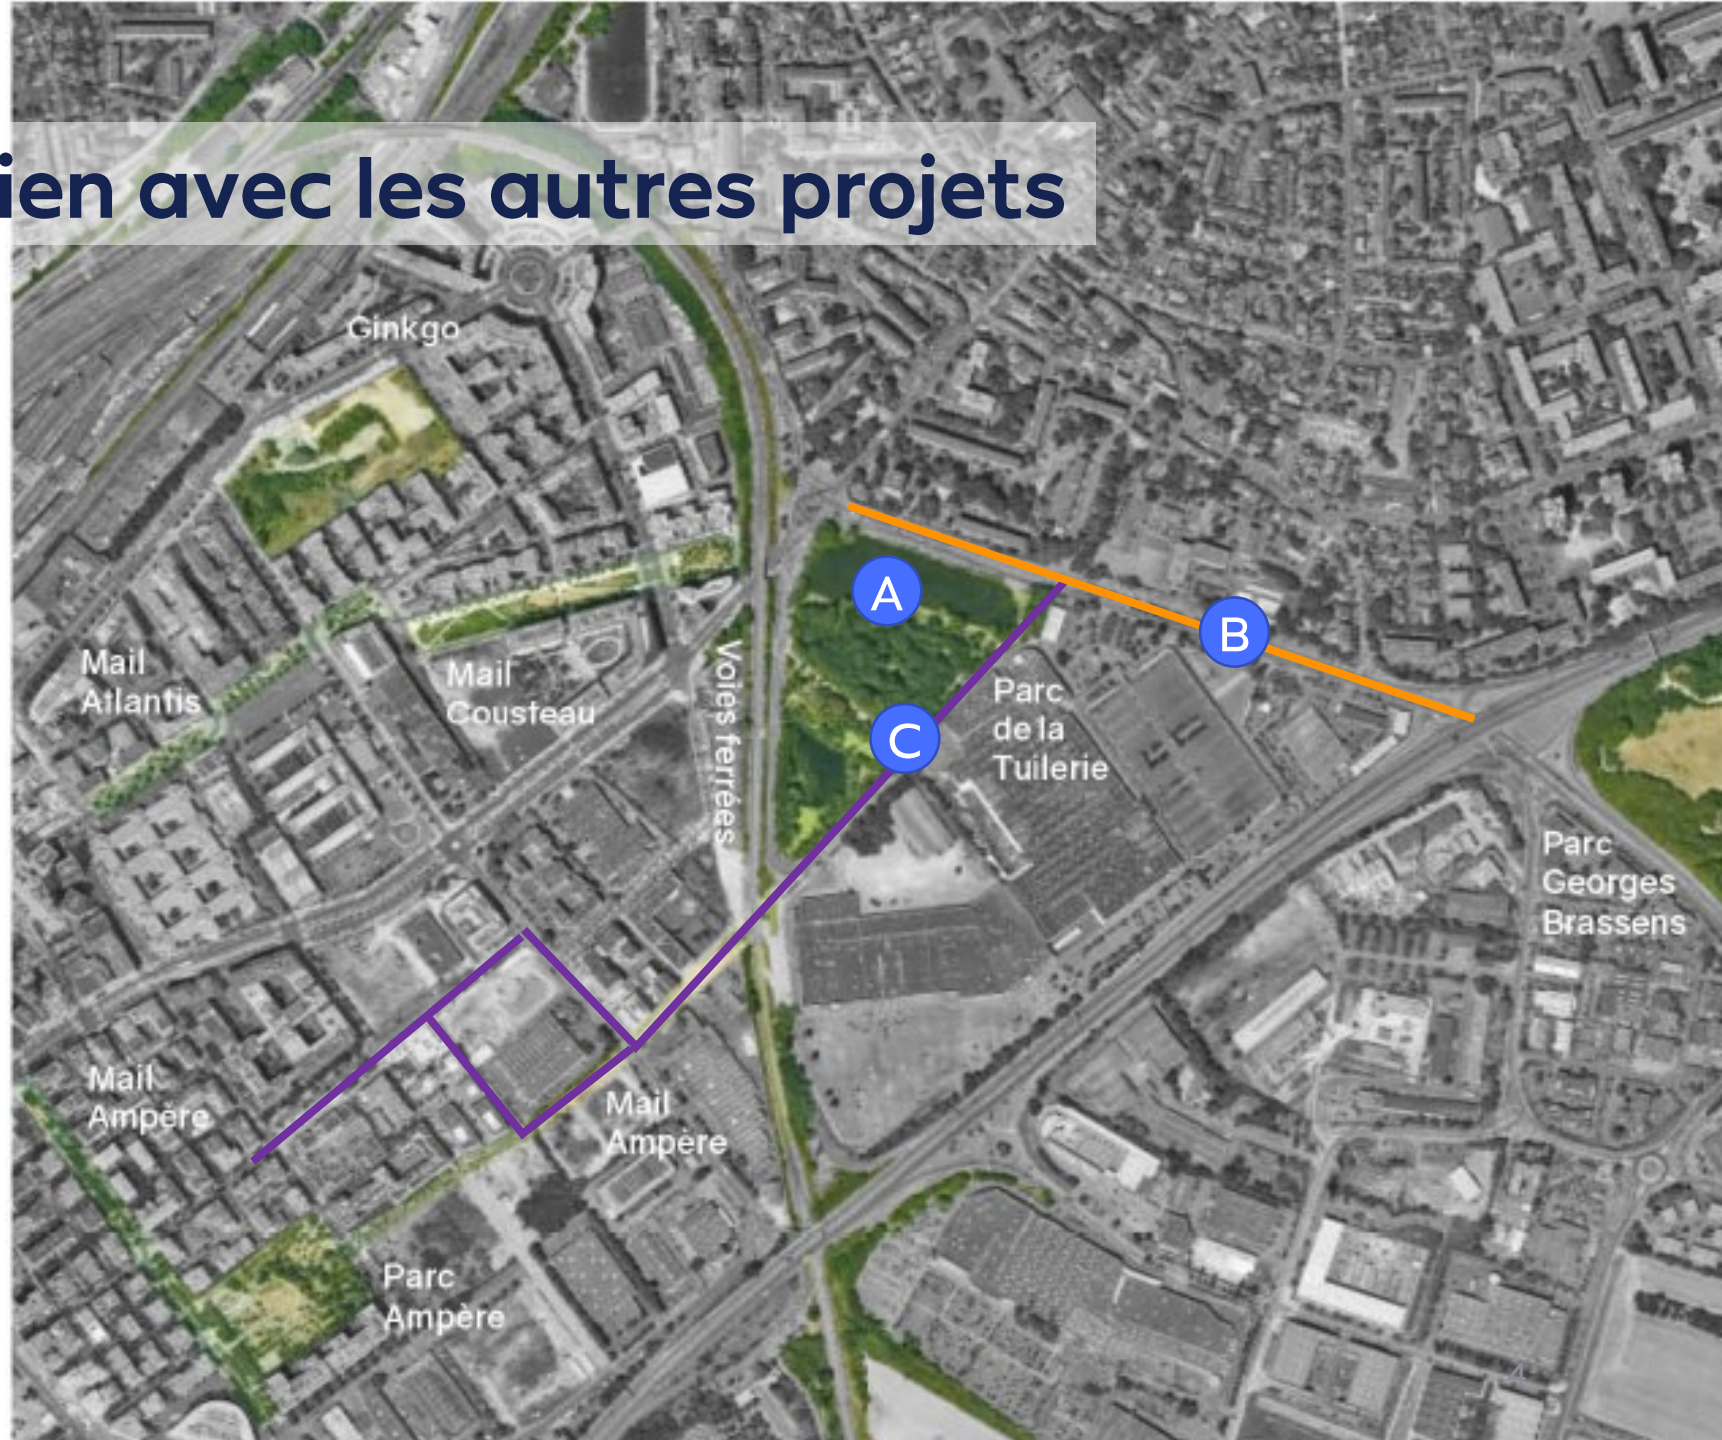 ien avec les autres projets
Ginkgo
A
B
Mail
Atlantis
Mail
Cousteau
Voies ferrées
Parc
de la
Tuilerie
C
Parc
Georges
Brassens
Mail
Ampère
Mail
Ampère
Parc
Ampère
4